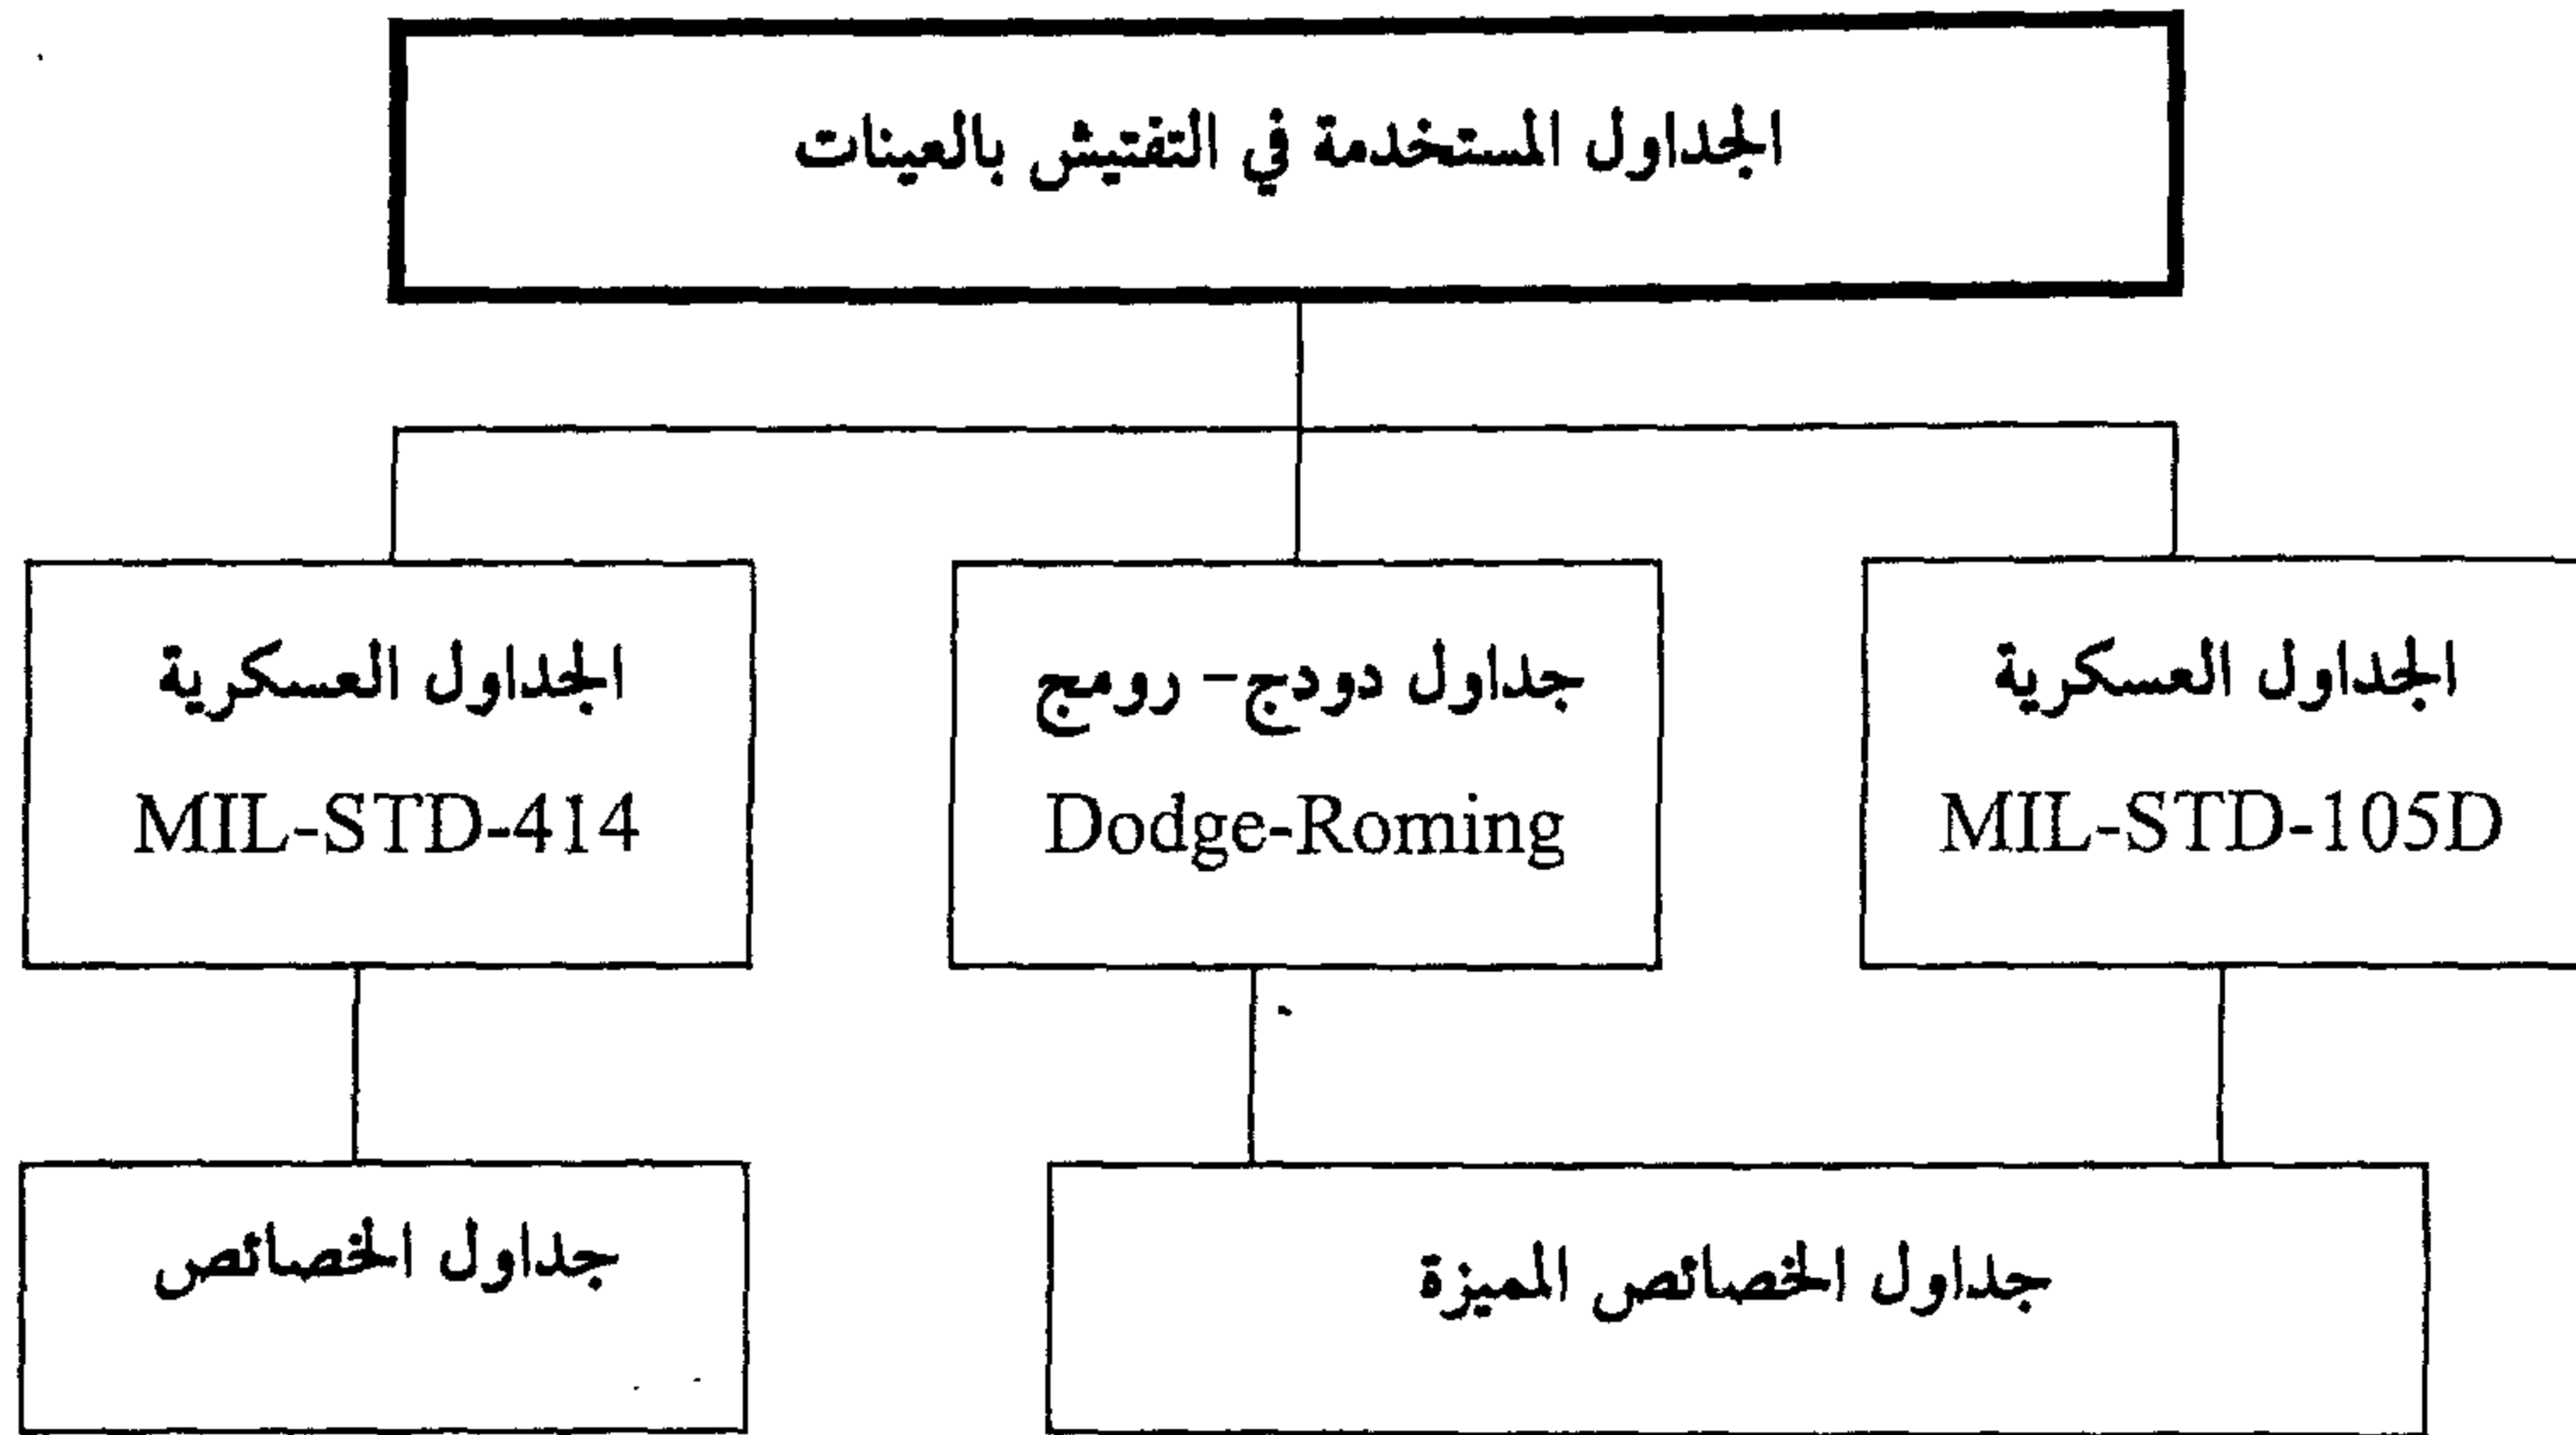 الجداول المستخدمة في التفتيش بالعينات
الجداول العسكرية
MIL-STD-105D
جداول دودج- رومج
Dodge-Roming
الجداول العسكرية
MIL-STD-414
جداول الخصائص المميزة
جداول الخصائص